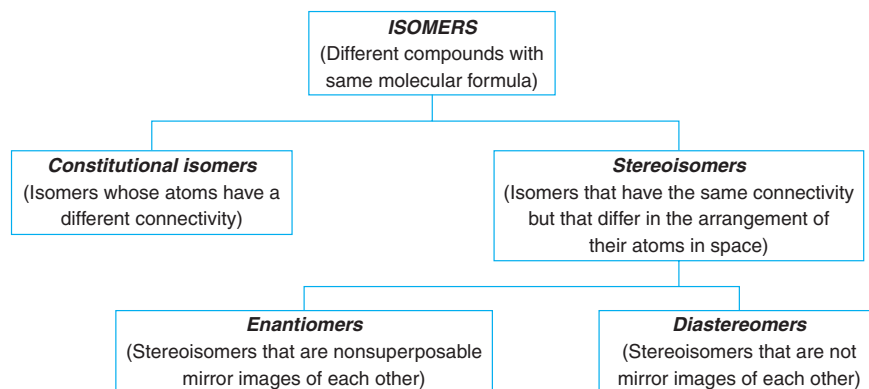 ISOMERS
(Different compounds with
same molecular formula)
Constitutional isomers
(Isomers whose atoms have a
different connectivity)
Stereoisomers
(Isomers that have the same connectivity
but that differ in the arrangement of
their atoms in space)
Enantiomers
(Stereoisomers that are nonsuperposable
mirror images of each other)
Diastereomers
(Stereoisomers that are not
mirror images of each other)